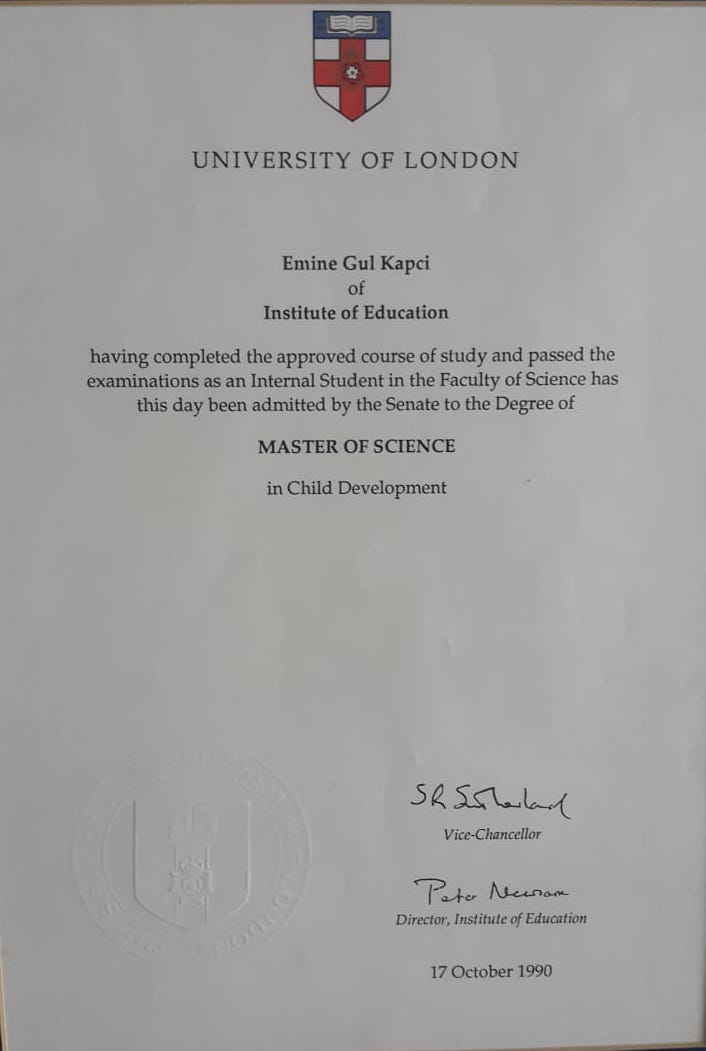 UNIVERSITY OF LONDON
Emine Gul Kapci
of
Institute of Education
having completed the approved course of study and passed the
examinations as an Internal Student in the Faculty of Science has
this day been admitted by the Senate to the Degree of
MASTER OF SCIENCE
in Child Development
S R Sutherland
Vice-Chancellor
Peter Newsam
Director, Institute of Education
17 October 1990